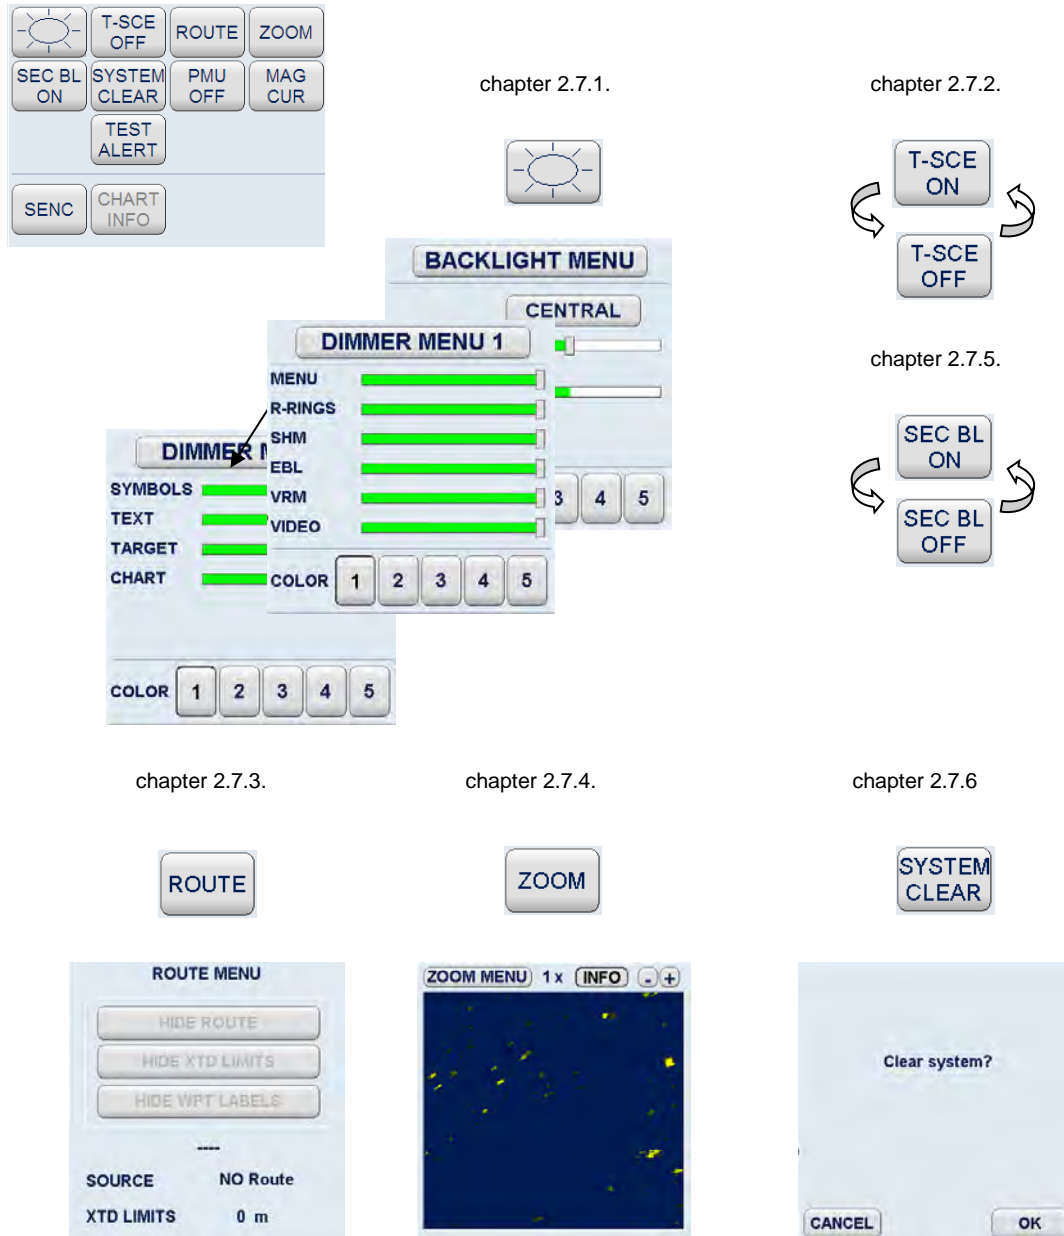 T-SCE
OFF
ROUTE
ZOOM
SEC BL
ON
SYSTEM
CLEAR
PMU
OFF
MAG
CUR
TEST
ALERT
SENC
CHART
INFO
chapter 2.7.1.
chapter 2.7.2.
T-SCE
ON
T-SCE
OFF
BACKLIGHT MENU
CENTRAL
3 4 5
DIMMER MENU 1
MENU
R-RINGS
SHM
EBL
VRM
VIDEO
COLOR 1 2 3 4 5
DIMMER
SYMBOLS
TEXT
TARGET
CHART
COLOR 1 2 3 4 5
chapter 2.7.5.
SEC BL
ON
SEC BL
OFF
chapter 2.7.3.
chapter 2.7.4.
chapter 2.7.6
ROUTE
ZOOM
SYSTEM
CLEAR
ROUTE MENU
HIDE ROUTE
HIDE XTD LIMITS
HIDE WPT LABELS
----
SOURCE NO Route
XTD LIMITS 0 m
ZOOM MENU 1 x INFO - +
Clear system?
CANCEL OK